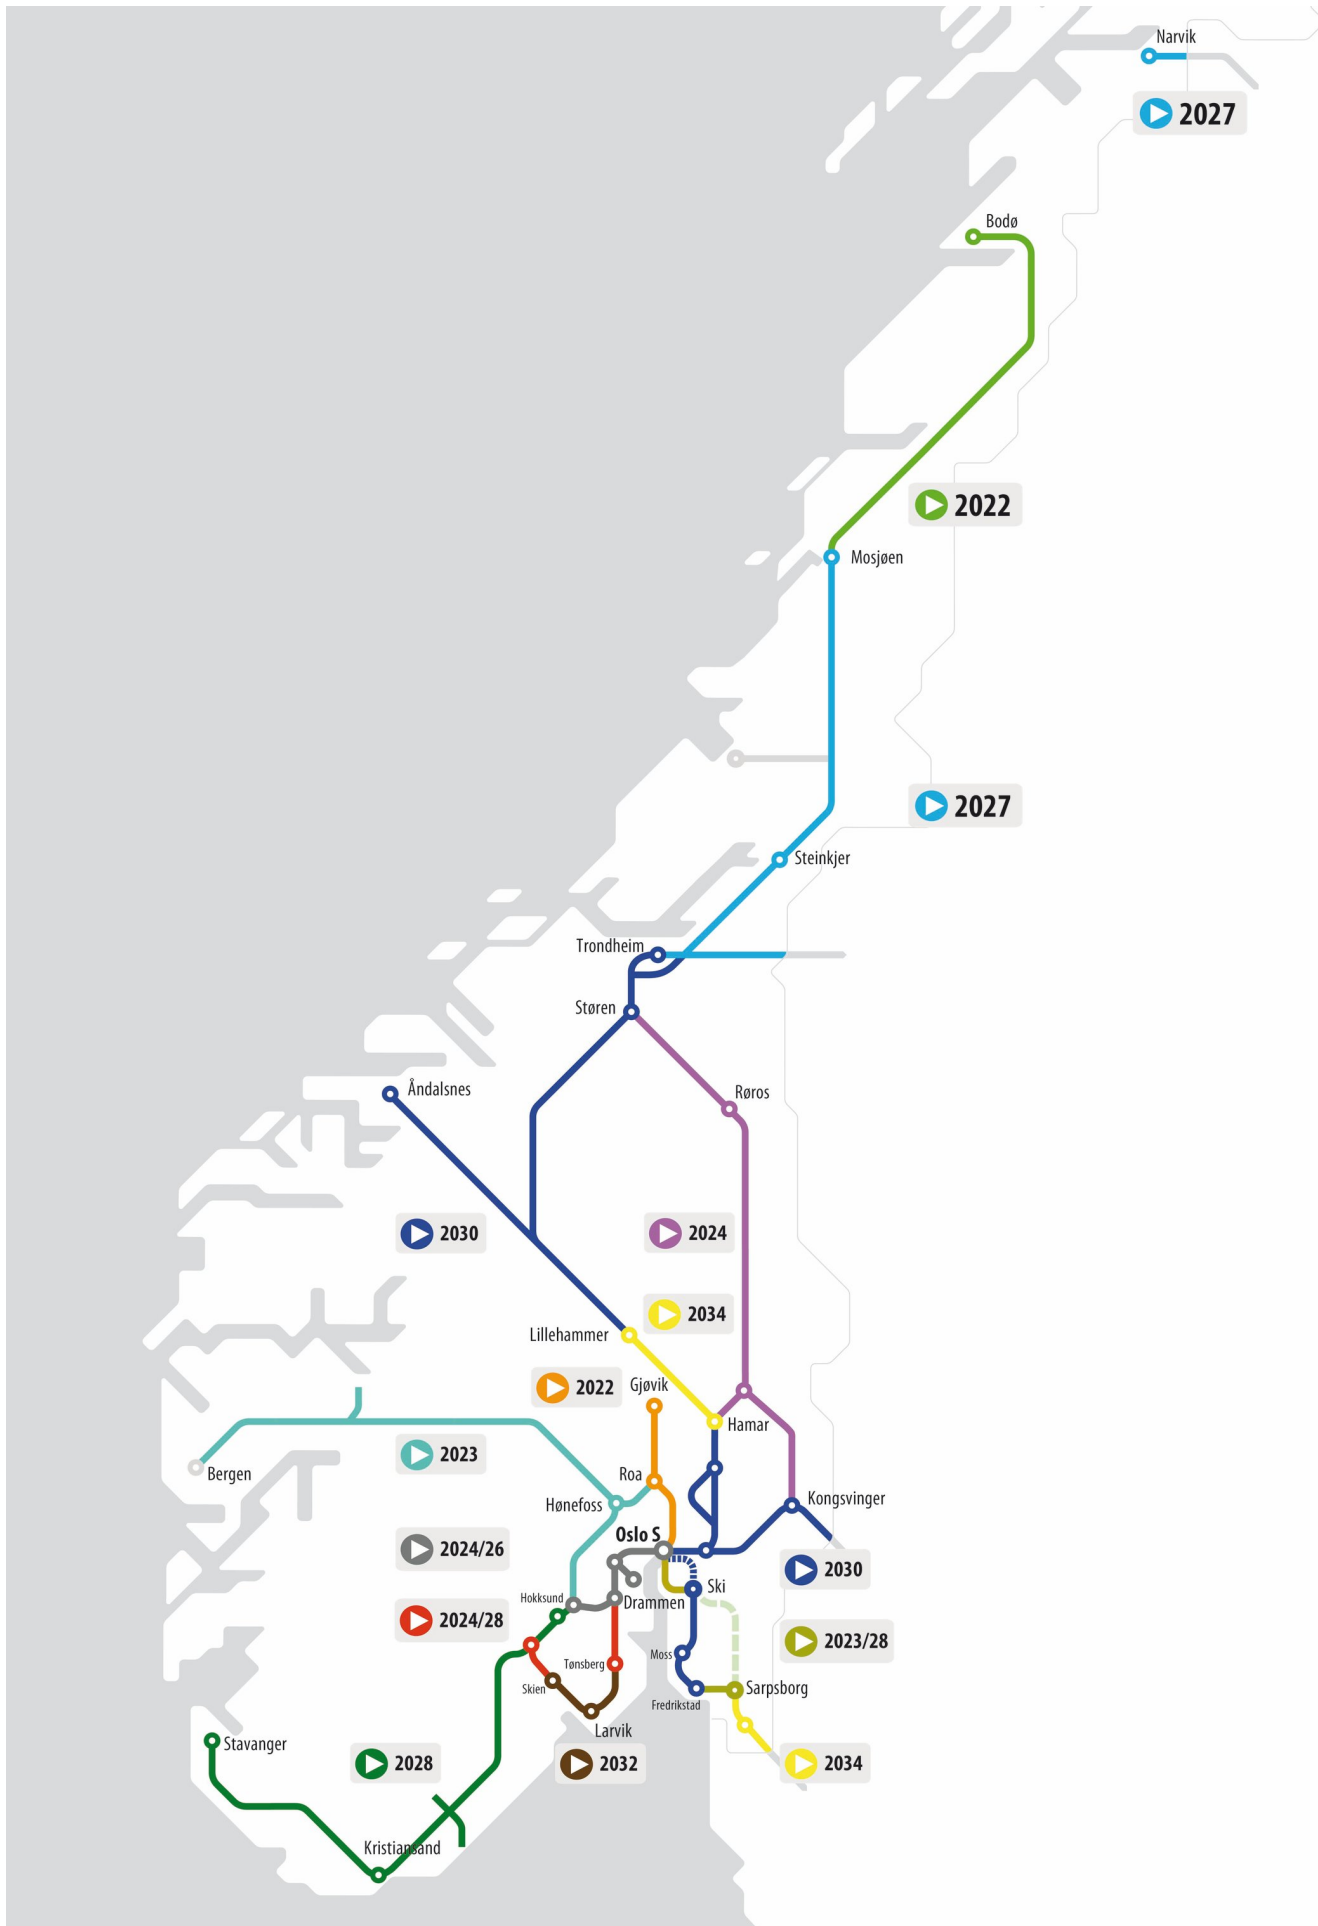 Narvik
2027
Bodø
2022
Mosjøen
2027
Steinkjer
Trondheim
Støren
Åndalsnes
Røros
2030
2024
2034
Lillehammer
2022
Gjøvik
Hamar
2023
Bergen
Roa
Hønefoss
Kongsvinger
Oslo S
2024/26
2030
Ski
Hokksund
Drammen
2024/28
2023/28
Moss
Tønsberg
Skien
Sarpsborg
Fredrikstad
Larvik
Stavanger
2028
2032
2034
Kristiansand